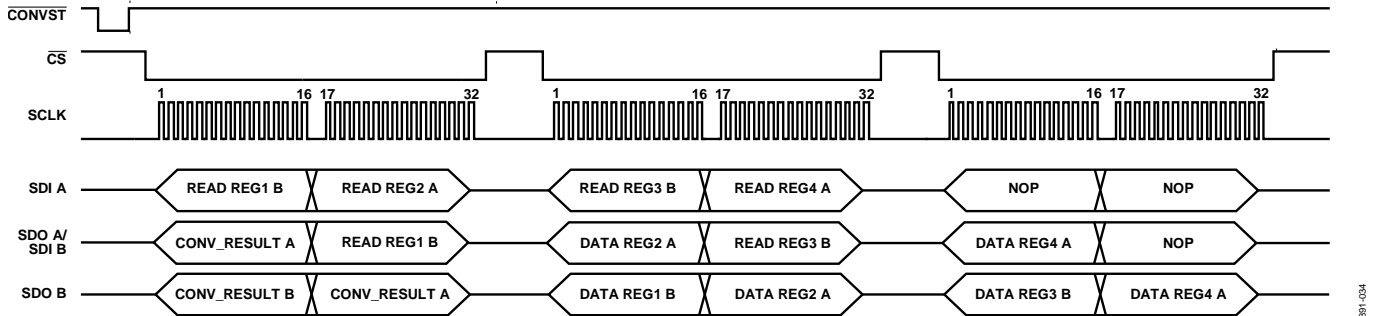 CONVST
CS
1 16 17 32 1 16 17 32 1 16 17 32
SCLK
SDI A READ REG1 B READ REG2 A READ REG3 B READ REG4 A NOP NOP
SDO A/
SDI B CONV_RESULT A READ REG1 B DATA REG2 A READ REG3 B DATA REG4 A NOP
SDO B CONV_RESULT B CONV_RESULT A DATA REG1 B DATA REG2 A DATA REG3 B DATA REG4 A
391-034